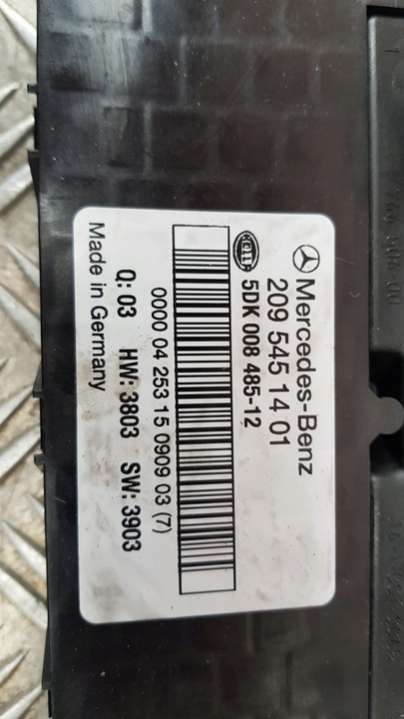 Mercedes-Benz
209 545 14 01
HELLA
5DK 008 485-12
0000 04 253 15 0909 03 (7)
Q: 03 HW: 3803 SW: 3903
Made in Germany